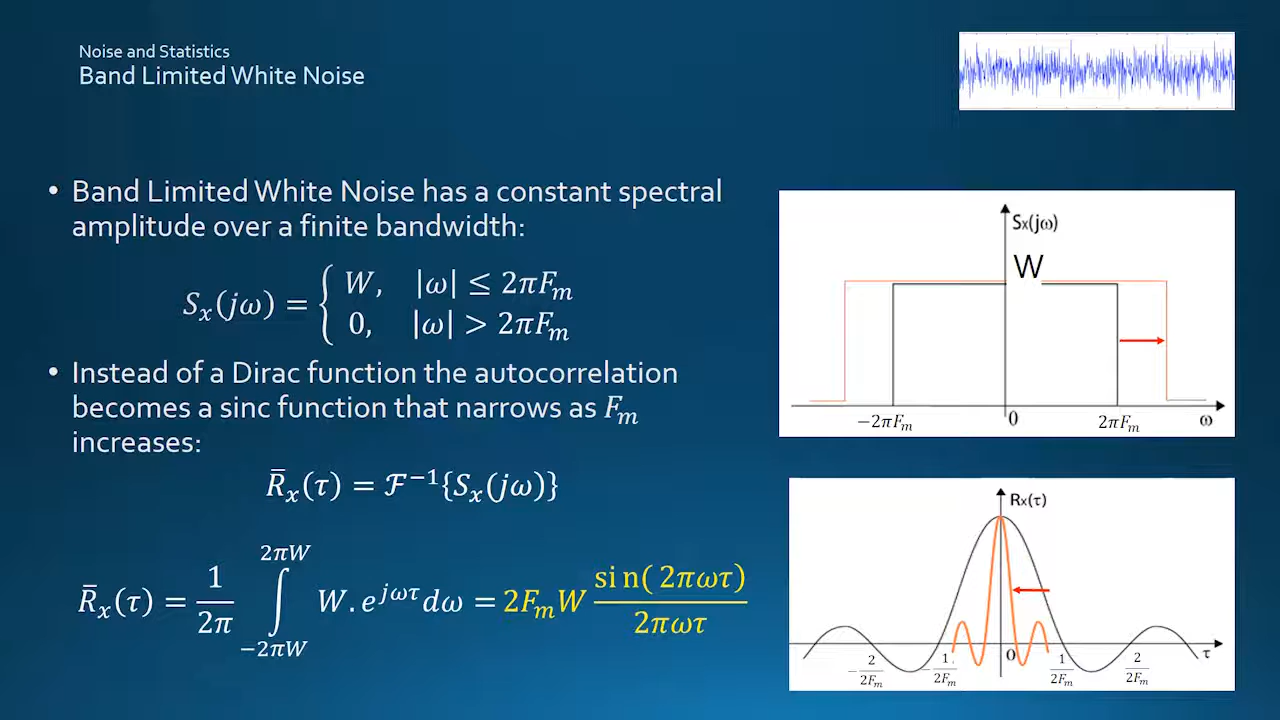 Noise and Statistics
Band Limited White Noise
• Band Limited White Noise has a constant spectral
amplitude over a finite bandwidth:
Sₓ(jω) = { W, |ω| ≤ 2πFₘ
0, |ω| > 2πFₘ
• Instead of a Dirac function the autocorrelation
becomes a sinc function that narrows as Fₘ
increases:
R̄ₓ(τ) = ℱ⁻¹{Sₓ(jω)}
R̄ₓ(τ) = 1/2π ∫_{−2πW}^{2πW} W. e^{jωτ} dω = 2FₘW sin( 2πωτ)/2πωτ
Sx(jω)
W
−2πFₘ 0 2πFₘ ω
Rx(τ)
−2/2Fₘ −1/2Fₘ 0 1/2Fₘ 2/2Fₘ τ